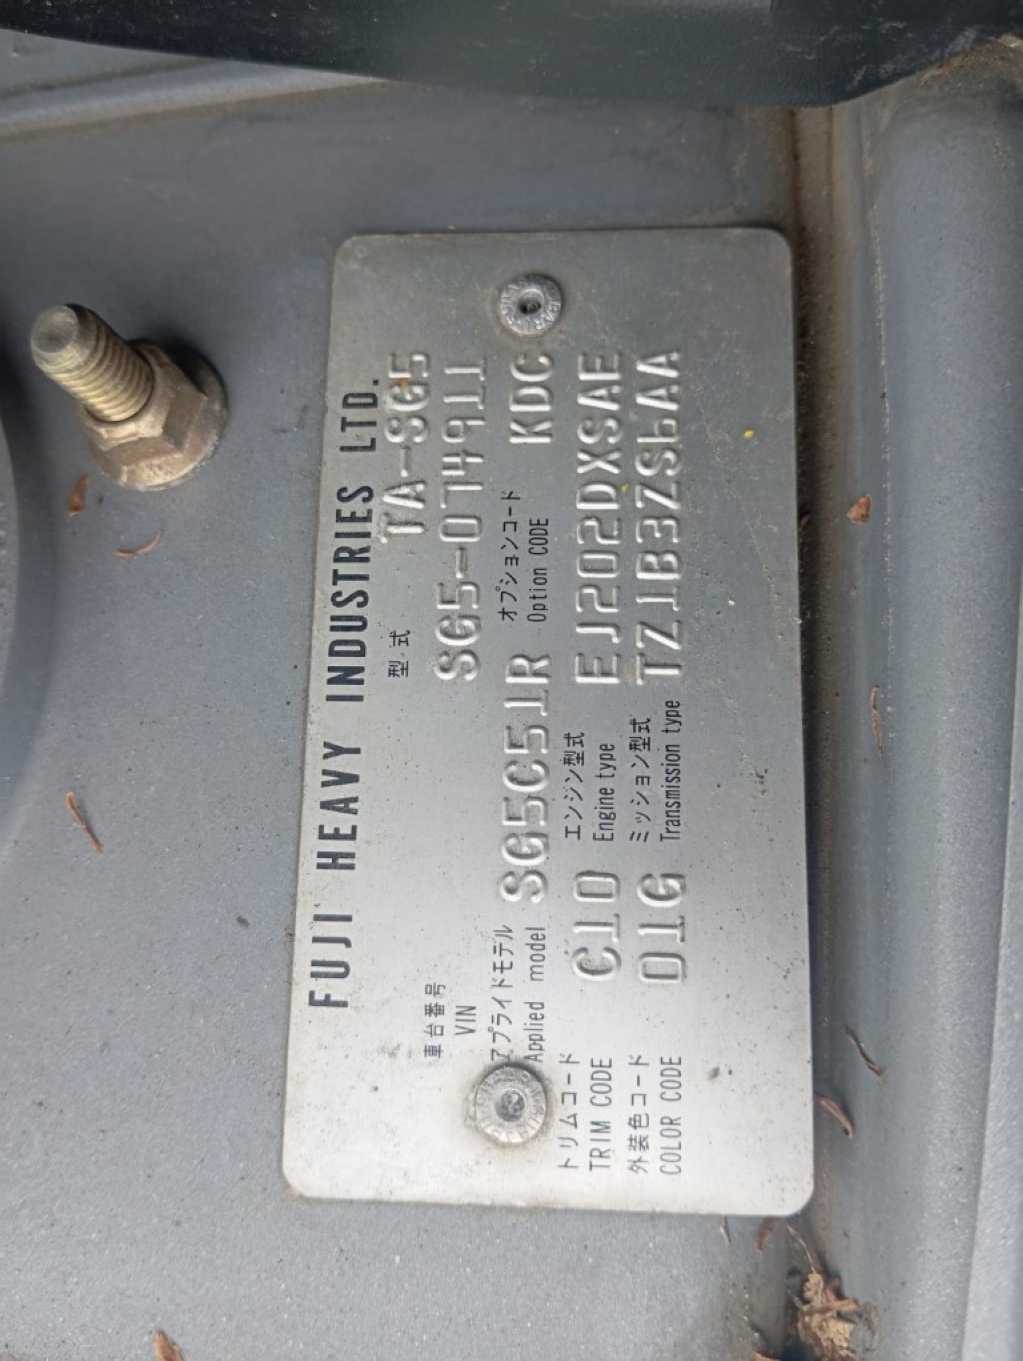 FUJI HEAVY INDUSTRIES LTD.
型式 TA-SG5
車台番号
VIN SG5-074911
アプライドモデル オプションコード
Applied model SG5C51R Option CODE KDC
トリムコード エンジン型式
TRIM CODE C10 Engine type EJ202DXSAE
外装色コード ミッション型式
COLOR CODE 01G Transmission type TZ1B3ZS6AA